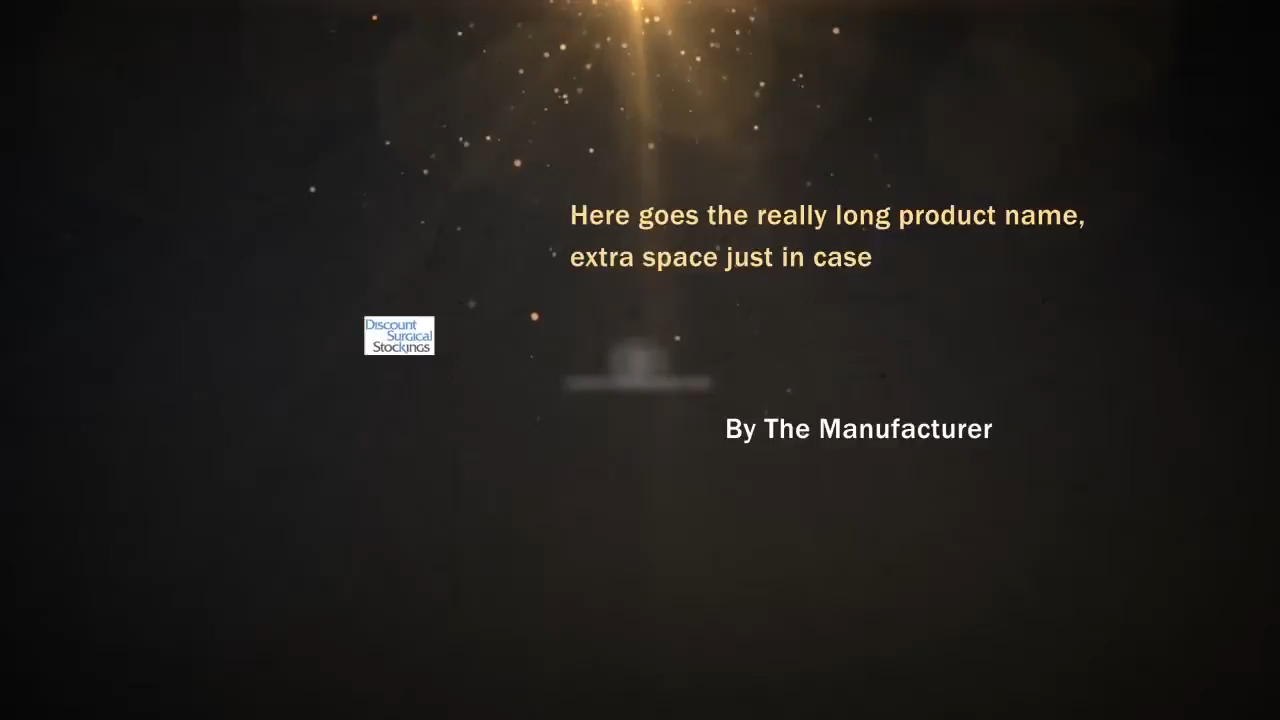 Here goes the really long product name,
extra space just in case
Discount
Surgical
Stockings
By The Manufacturer